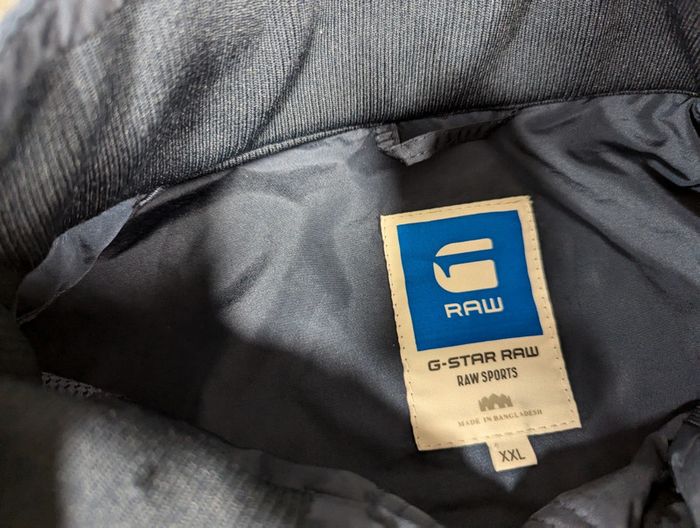 G
RAW
G-STAR RAW
RAW SPORTS
MADE IN BANGLADESH
XXL